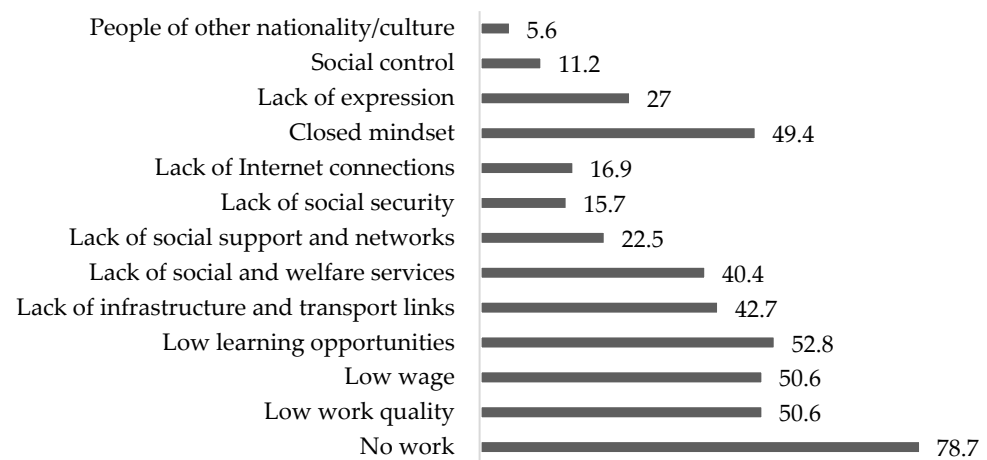 People of other nationality/culture 5.6
Social control 11.2
Lack of expression 27
Closed mindset 49.4
Lack of Internet connections 16.9
Lack of social security 15.7
Lack of social support and networks 22.5
Lack of social and welfare services 40.4
Lack of infrastructure and transport links 42.7
Low learning opportunities 52.8
Low wage 50.6
Low work quality 50.6
No work 78.7